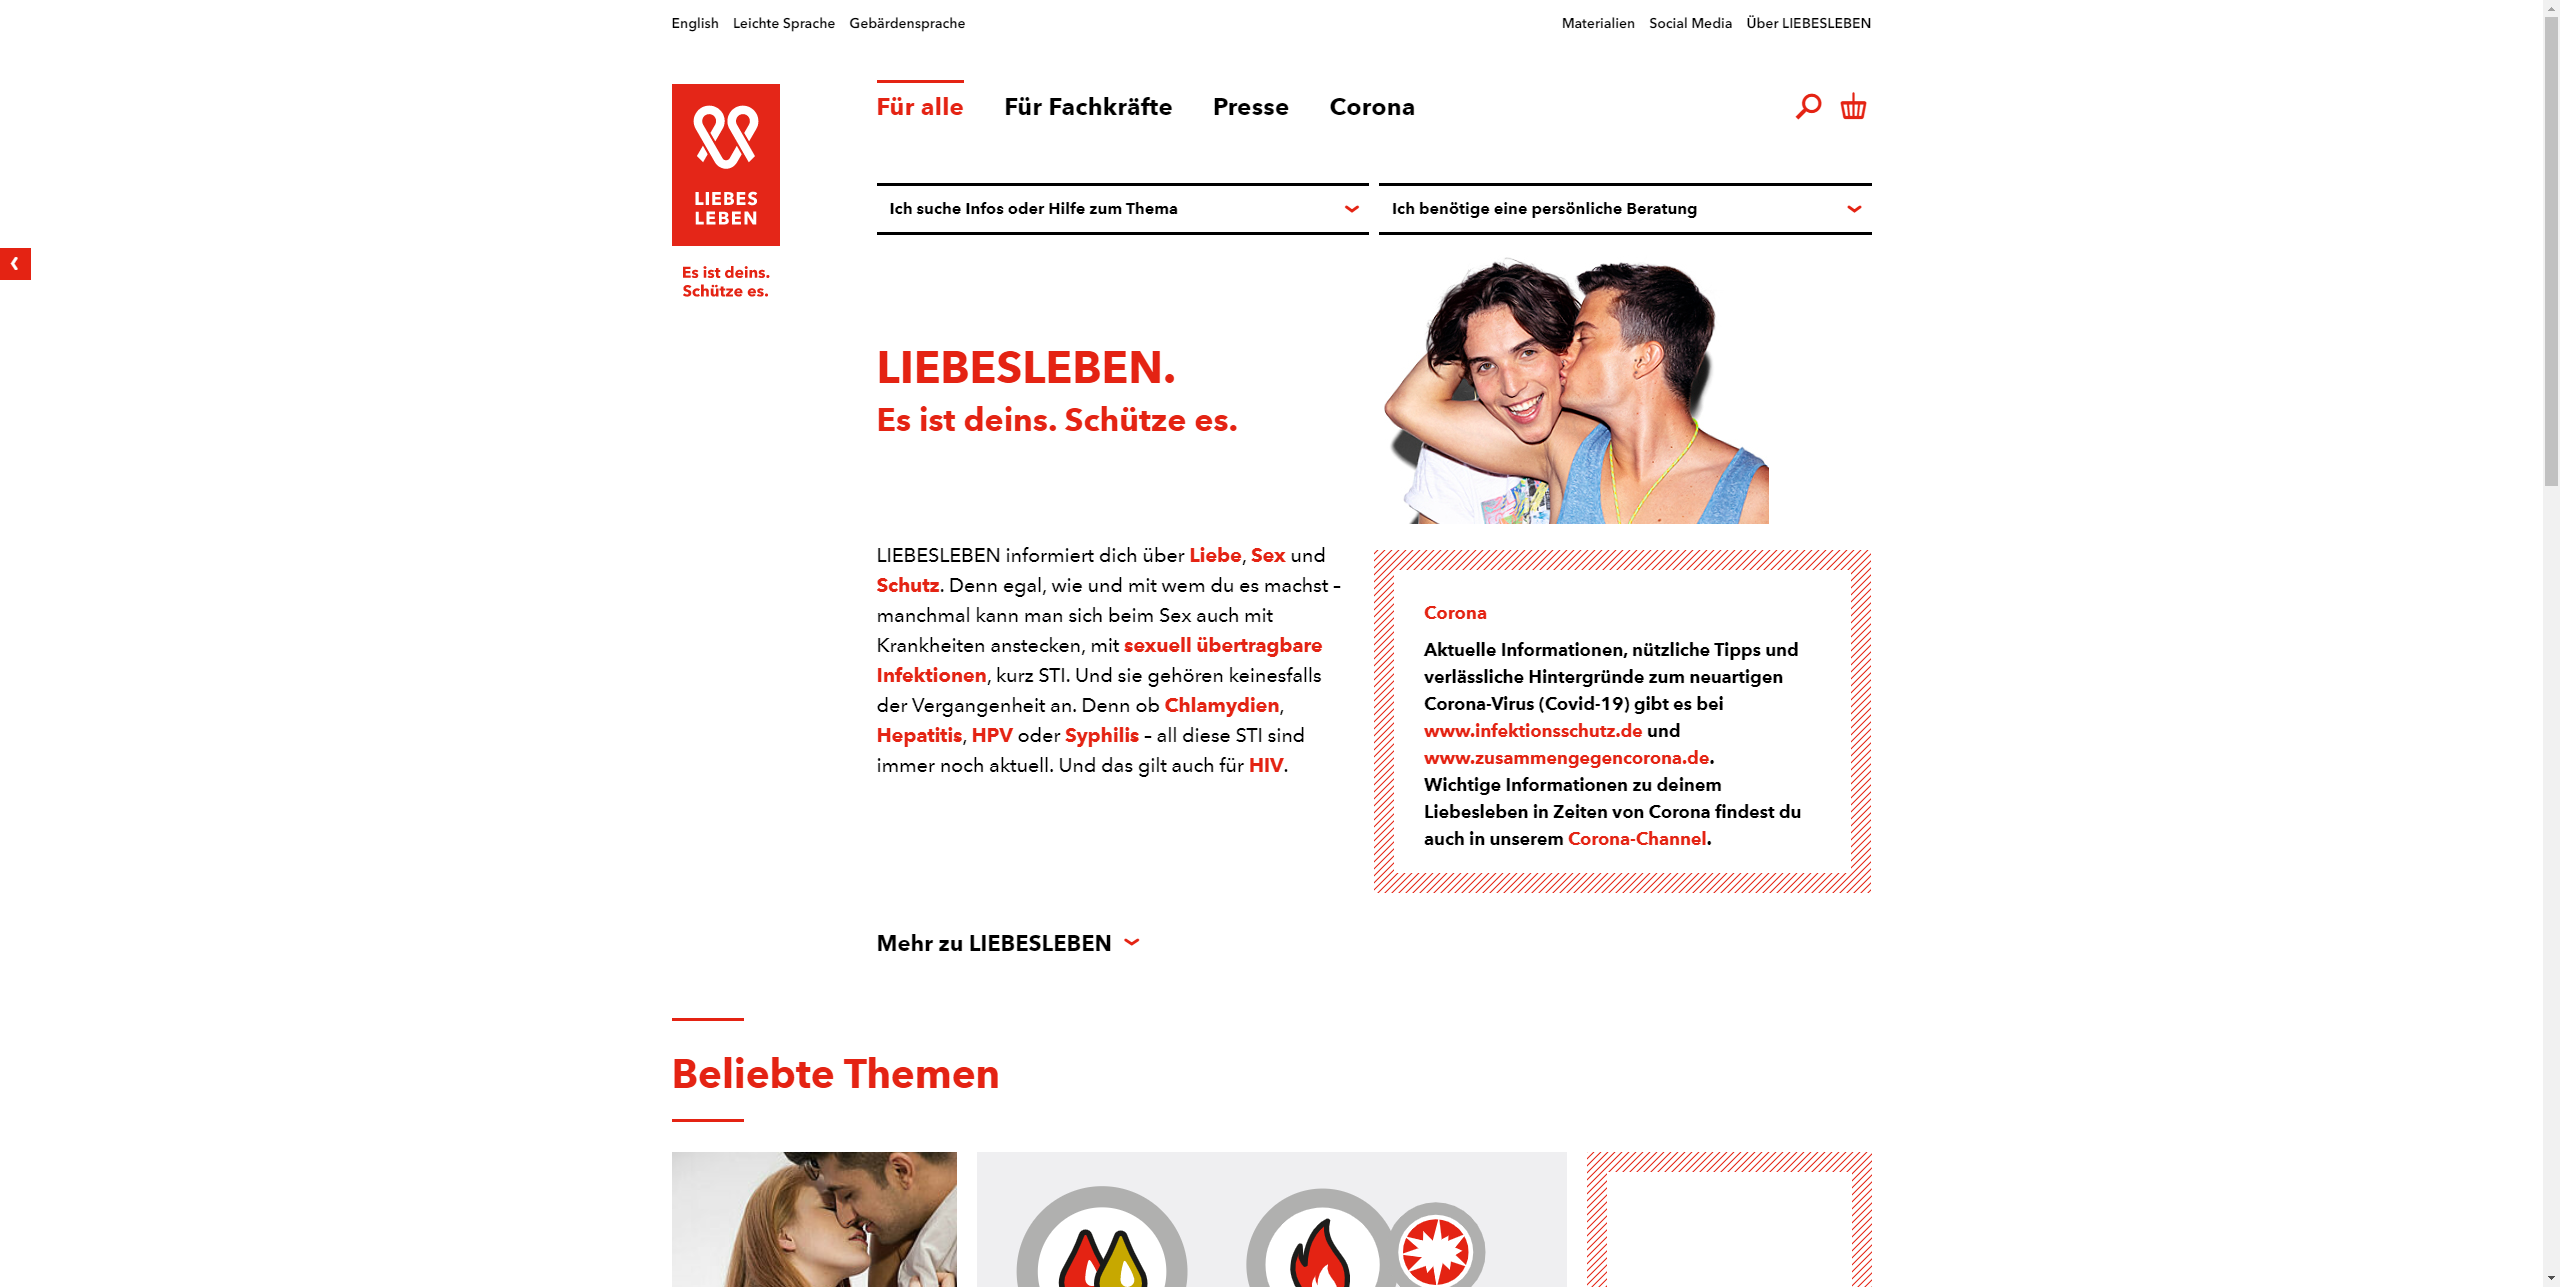 English Leichte Sprache Gebärdensprache
Materialien Social Media Über LIEBESLEBEN
Für alle Für Fachkräfte Presse Corona
LIEBES
LEBEN
Es ist deins.
Schütze es.
Ich suche Infos oder Hilfe zum Thema
Ich benötige eine persönliche Beratung
LIEBESLEBEN.
Es ist deins. Schütze es.
LIEBESLEBEN informiert dich über Liebe, Sex und
Schutz. Denn egal, wie und mit wem du es machst –
manchmal kann man sich beim Sex auch mit
Krankheiten anstecken, mit sexuell übertragbare
Infektionen, kurz STI. Und sie gehören keinesfalls
der Vergangenheit an. Denn ob Chlamydien,
Hepatitis, HPV oder Syphilis – all diese STI sind
immer noch aktuell. Und das gilt auch für HIV.
Corona
Aktuelle Informationen, nützliche Tipps und
verlässliche Hintergründe zum neuartigen
Corona-Virus (Covid-19) gibt es bei
www.infektionsschutz.de und
www.zusammengegencorona.de.
Wichtige Informationen zu deinem
Liebesleben in Zeiten von Corona findest du
auch in unserem Corona-Channel.
Mehr zu LIEBESLEBEN
Beliebte Themen